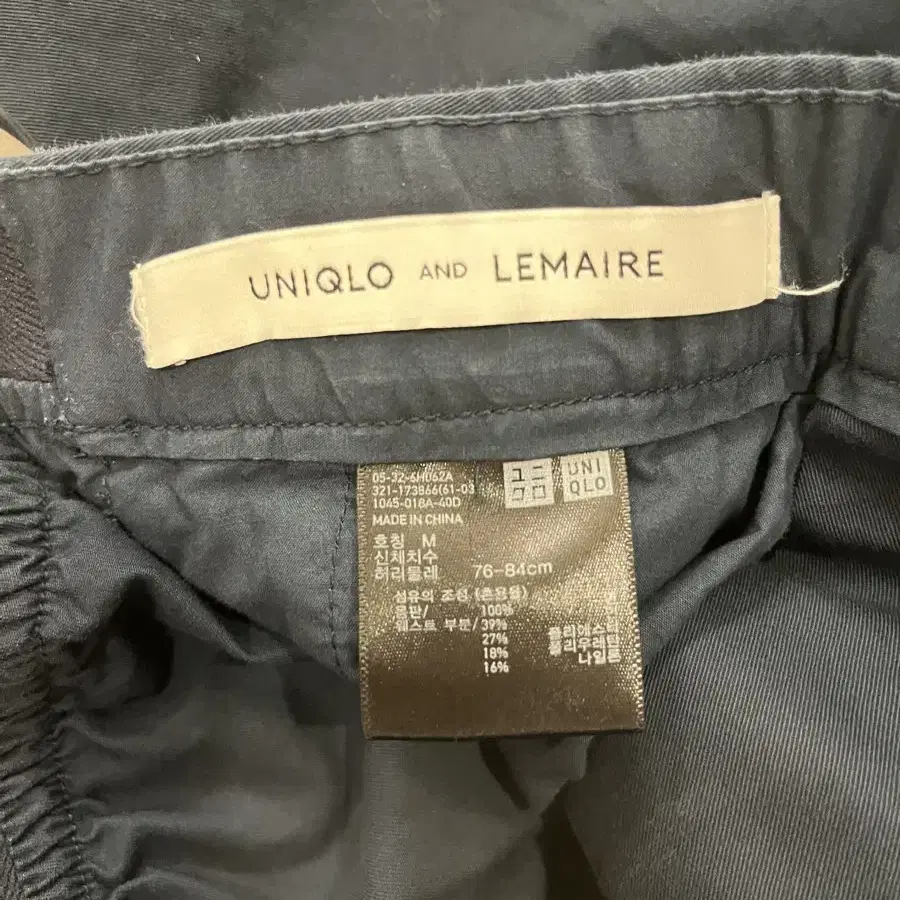 UNIQLO AND LEMAIRE
05-32-6H062A
321-173866(61-03
1045-018A-40D
MADE IN CHINA
ユニクロ
UNIQLO
호칭 M
신체치수
허리둘레 76-84cm
섬유의 조성 (혼용율)
몸판/ 100%
웨스트 부분/39%
27% 폴리에스터
18% 폴리우레탄
16% 나일론